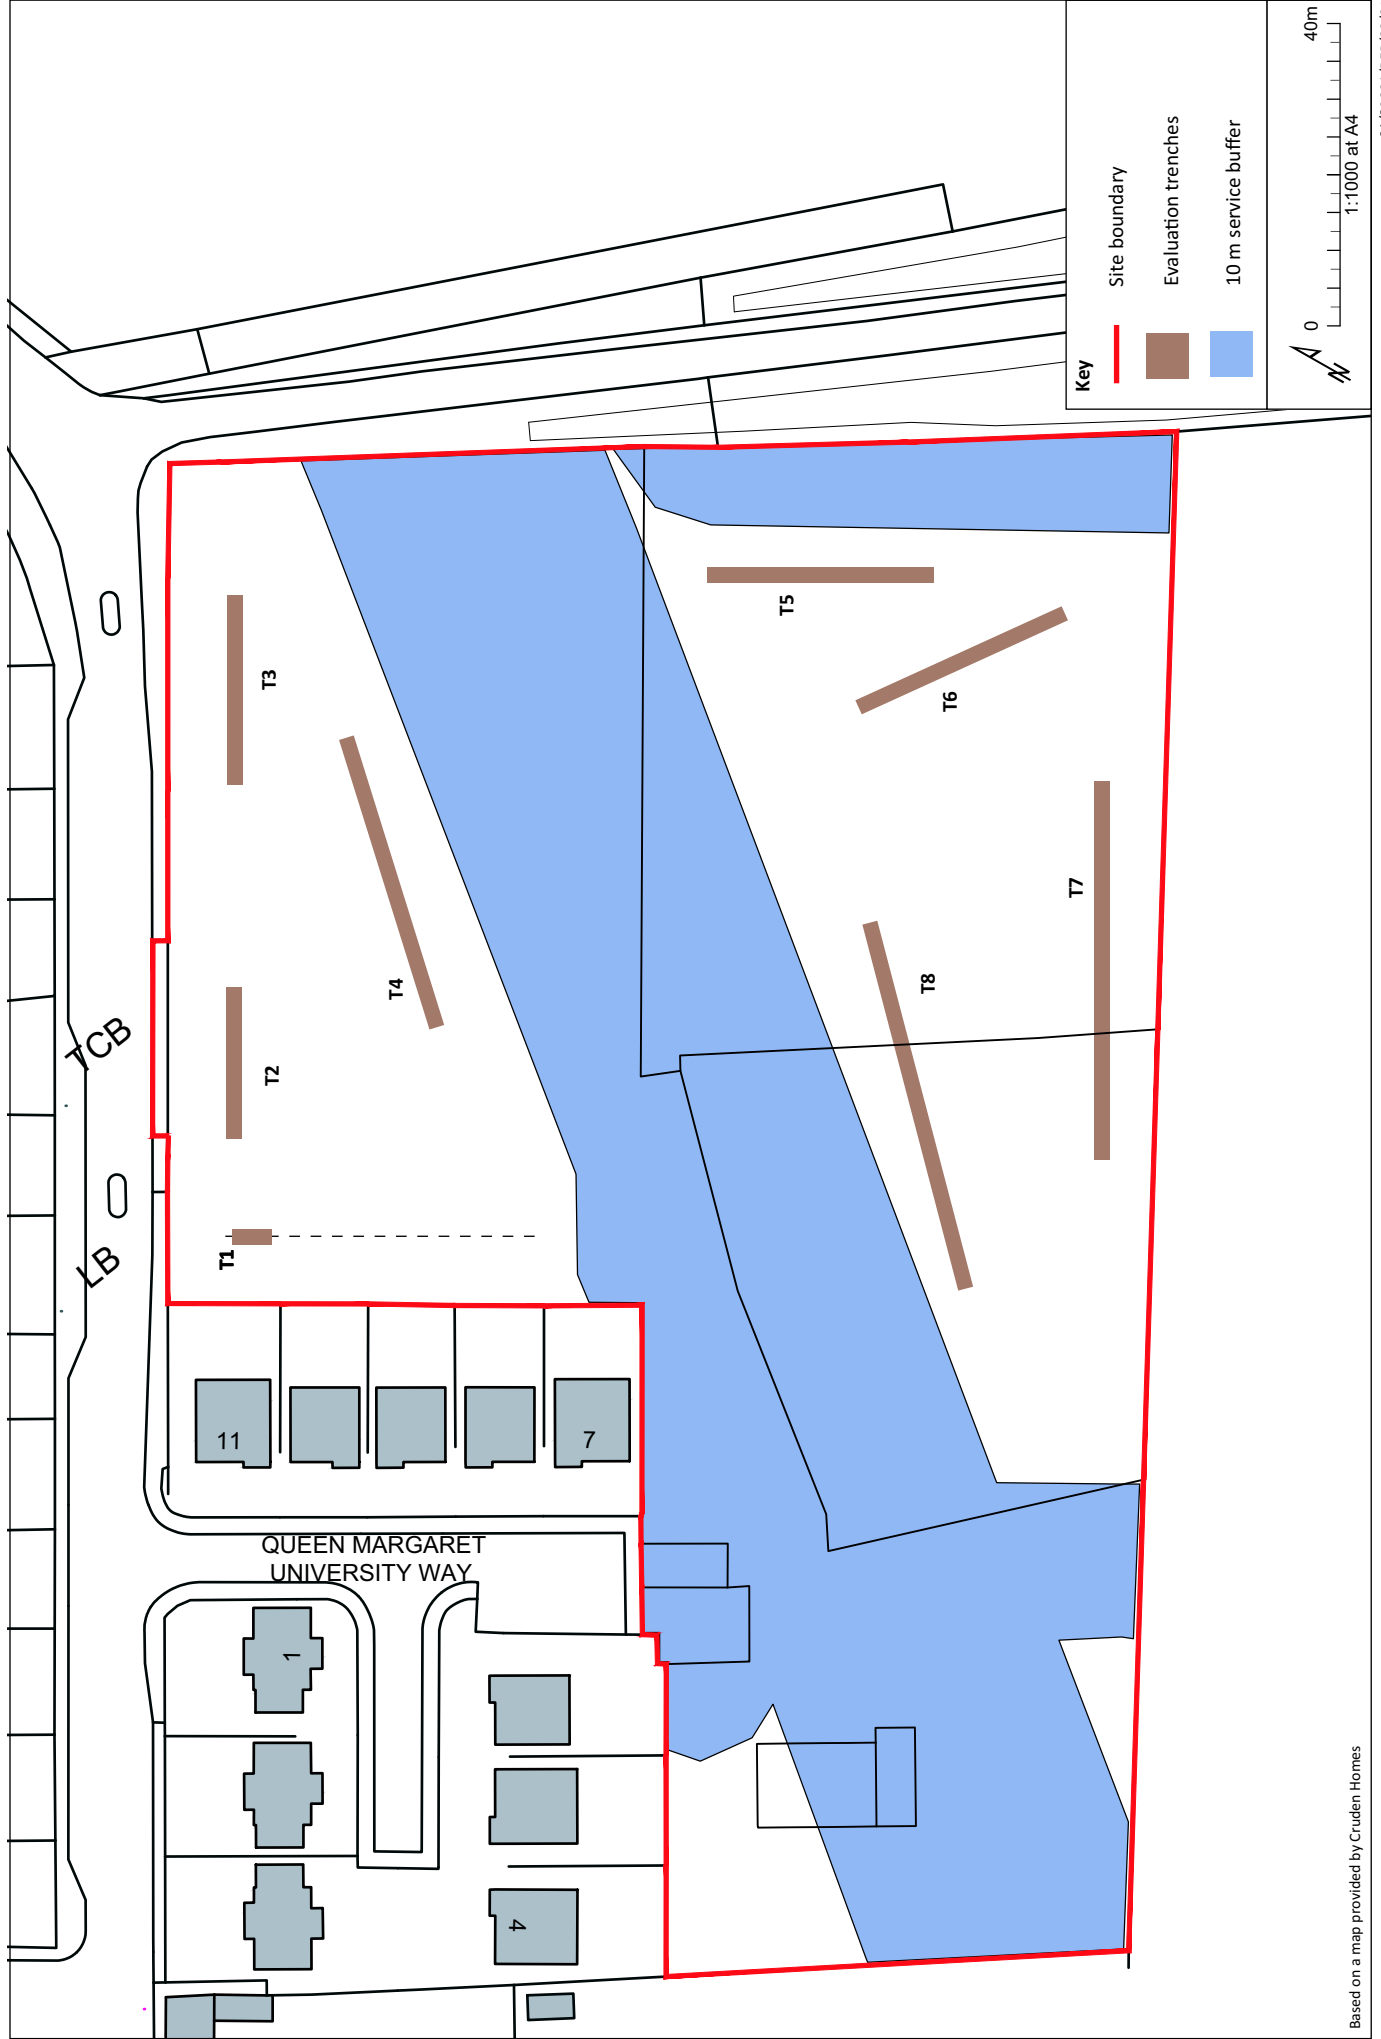 TCB
LB
T1
T2
T3
T4
T5
T6
T7
T8
11
7
QUEEN MARGARET
UNIVERSITY WAY
1
4
Key
Site boundary
Evaluation trenches
10 m service buffer
N
0
40m
1:1000 at A4
Based on a map provided by Cruden Homes